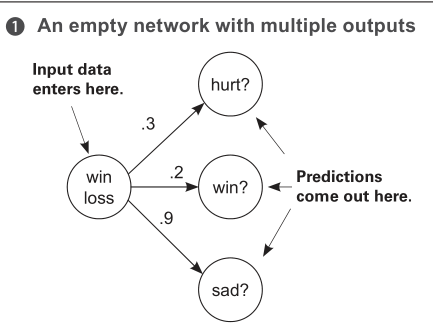 ❶ An empty network with multiple outputs
Input data
enters here.
hurt?
.3
win
loss
.2
win?
Predictions
come out here.
.9
sad?